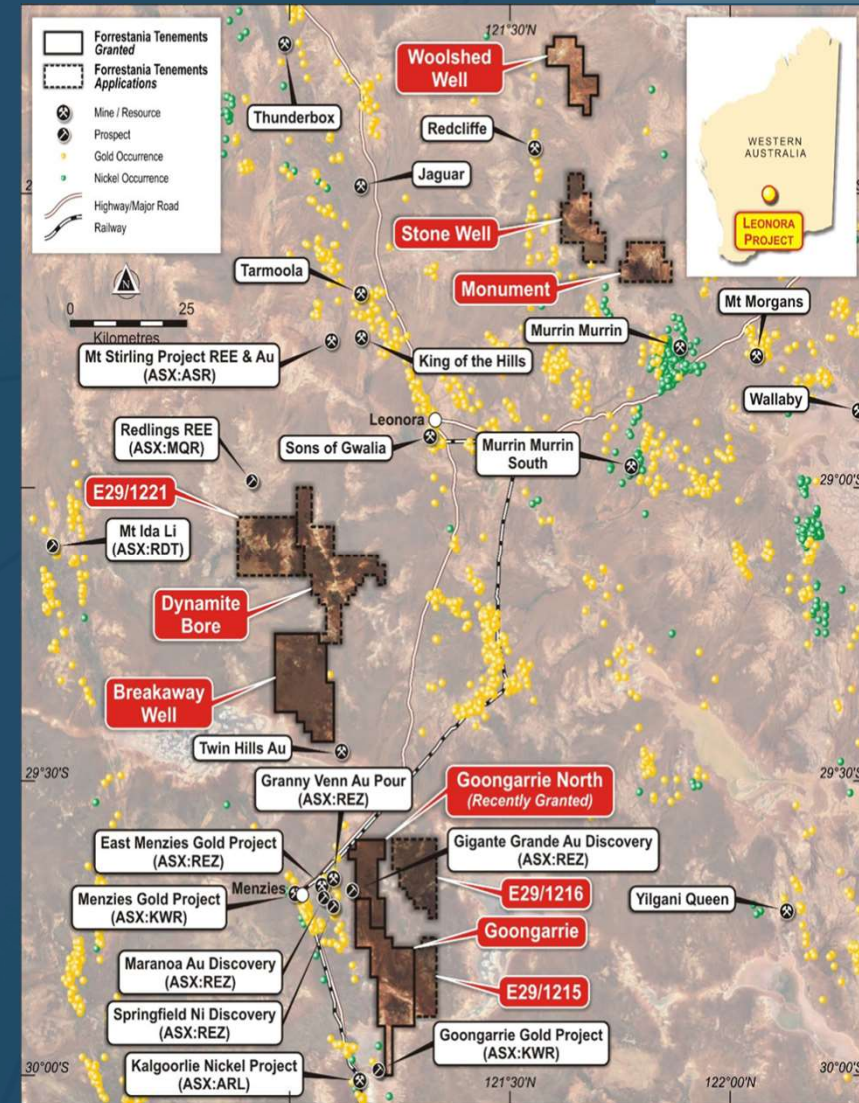 Forrestania Tenements
Granted
Forrestania Tenements
Applications
Mine / Resource
Prospect
Gold Occurrence
Nickel Occurrence
Highway/Major Road
Railway
N
0 25
Kilometres
121°30'N
Woolshed
Well
WESTERN
AUSTRALIA
LEONORA
PROJECT
Thunderbox
Redcliffe
Jaguar
Stone Well
Tarmoola
Monument
Mt Morgans
Murrin Murrin
Mt Stirling Project REE & Au
(ASX:ASR)
King of the Hills
Wallaby
Leonora
Redlings REE
(ASX:MQR)
Sons of Gwalia
Murrin Murrin
South
29°00'S
E29/1221
Mt Ida Li
(ASX:RDT)
Dynamite
Bore
Breakaway
Well
Twin Hills Au
29°30'S
29°30'S
Granny Venn Au Pour
(ASX:REZ)
Goongarrie North
(Recently Granted)
East Menzies Gold Project
(ASX:REZ)
Gigante Grande Au Discovery
(ASX:REZ)
Menzies
Menzies Gold Project
(ASX:KWR)
E29/1216
Yilgani Queen
Goongarrie
Maranoa Au Discovery
(ASX:REZ)
E29/1215
Springfield Ni Discovery
(ASX:REZ)
Goongarrie Gold Project
(ASX:KWR)
Kalgoorlie Nickel Project
(ASX:ARL)
30°00'S
30°00'S
121°30'N
122°00'N